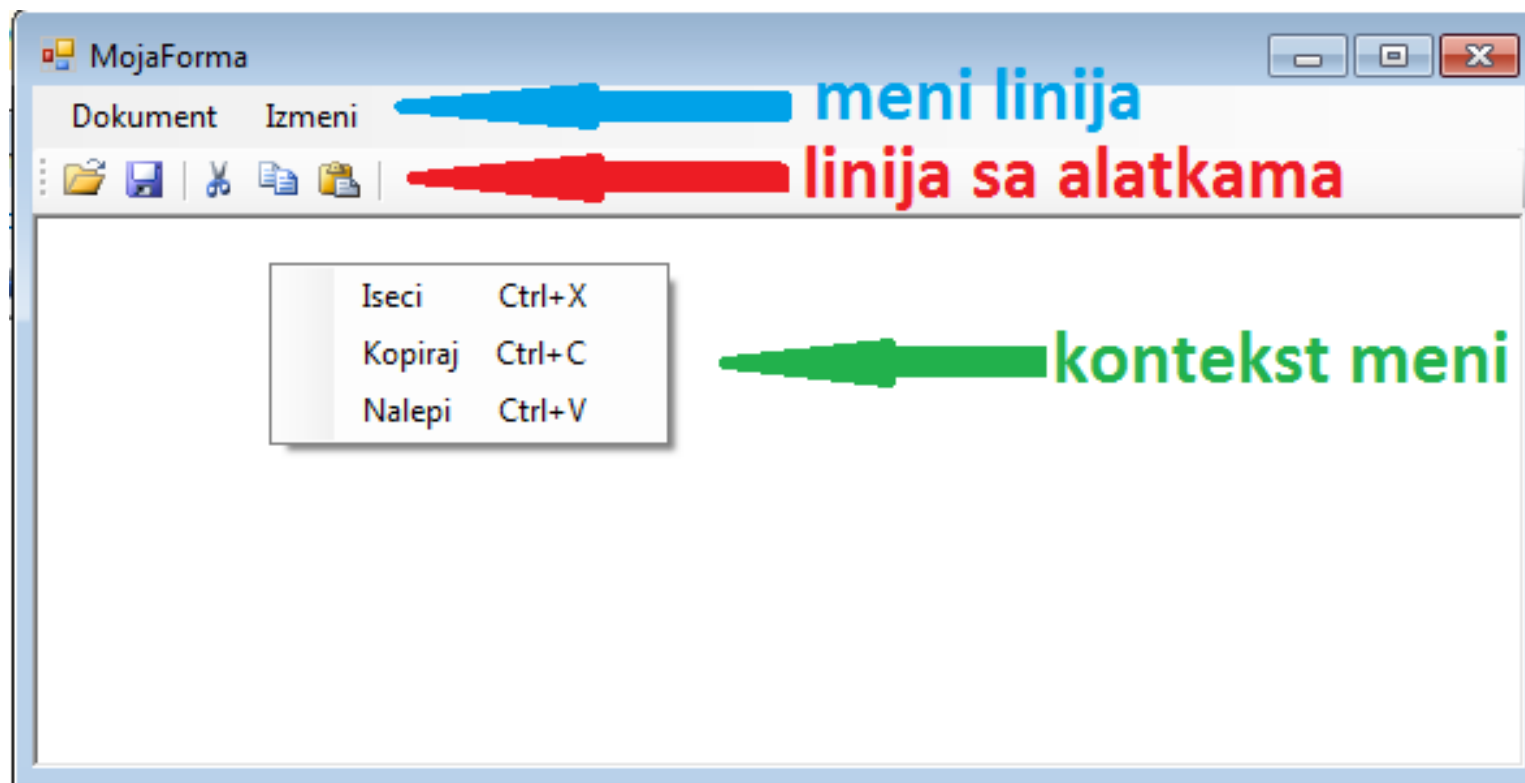 MojaForma
meni linija
Dokument Izmeni
linija sa alatkama
Iseci Ctrl+X
Kopiraj Ctrl+C
kontekst meni
Nalepi Ctrl+V